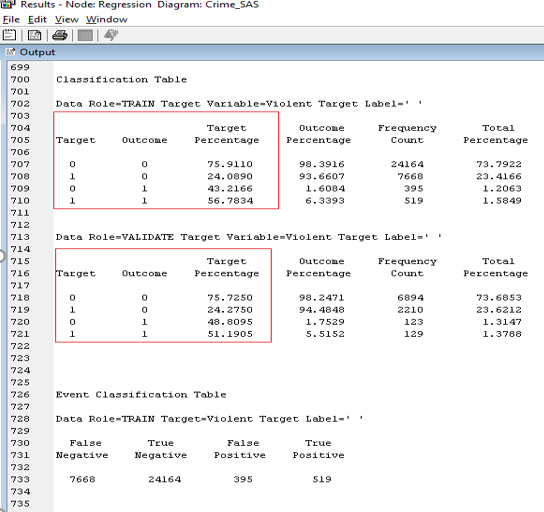 Results - Node: Regression Diagram: Crime_SAS
File Edit View Window
Output
699
700 Classification Table
701
702 Data Role=TRAIN Target Variable=Violent Target Label=' '
703
704 Target Outcome Frequency Total
705 Target Outcome Percentage Percentage Count Percentage
706
707 0 0 75.9110 98.3916 24164 73.7922
708 1 0 24.0890 93.6607 7668 23.4166
709 0 1 43.2166 1.6084 395 1.2063
710 1 1 56.7834 6.3393 519 1.5849
711
712
713 Data Role=VALIDATE Target Variable=Violent Target Label=' '
714
715 Target Outcome Frequency Total
716 Target Outcome Percentage Percentage Count Percentage
717
718 0 0 75.7250 98.2471 6894 73.6853
719 1 0 24.2750 94.4848 2210 23.6212
720 0 1 48.8095 1.7529 123 1.3147
721 1 1 51.1905 5.5152 129 1.3788
722
723
724
725
726 Event Classification Table
727
728 Data Role=TRAIN Target=Violent Target Label=' '
729
730 False True False True
731 Negative Negative Positive Positive
732
733 7668 24164 395 519
734
735